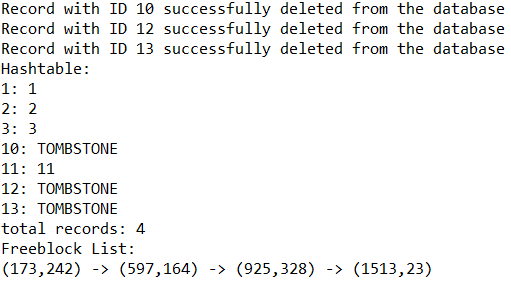 Record with ID 10 successfully deleted from the database
Record with ID 12 successfully deleted from the database
Record with ID 13 successfully deleted from the database
Hashtable:
1: 1
2: 2
3: 3
10: TOMBSTONE
11: 11
12: TOMBSTONE
13: TOMBSTONE
total records: 4
Freeblock List:
(173,242) -> (597,164) -> (925,328) -> (1513,23)